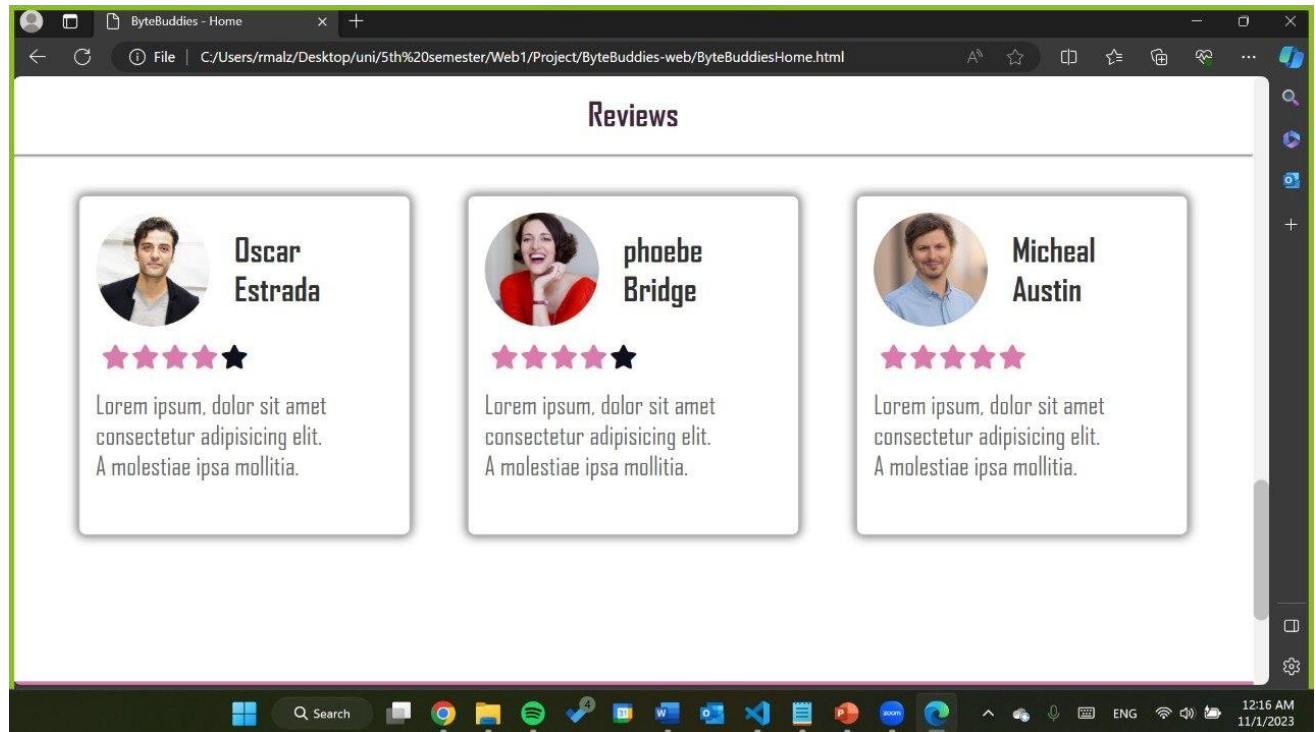 ByteBuddies - Home
File | C:/Users/rmalz/Desktop/uni/5th%20semester/Web1/Project/ByteBuddies-web/ByteBuddiesHome.html
Reviews
Oscar
Estrada
Lorem ipsum, dolor sit amet
consectetur adipisicing elit.
A molestiae ipsa mollitia.
phoebe
Bridge
Lorem ipsum, dolor sit amet
consectetur adipisicing elit.
A molestiae ipsa mollitia.
Micheal
Austin
Lorem ipsum, dolor sit amet
consectetur adipisicing elit.
A molestiae ipsa mollitia.
Search
4
zoom
ENG
12:16 AM
11/1/2023